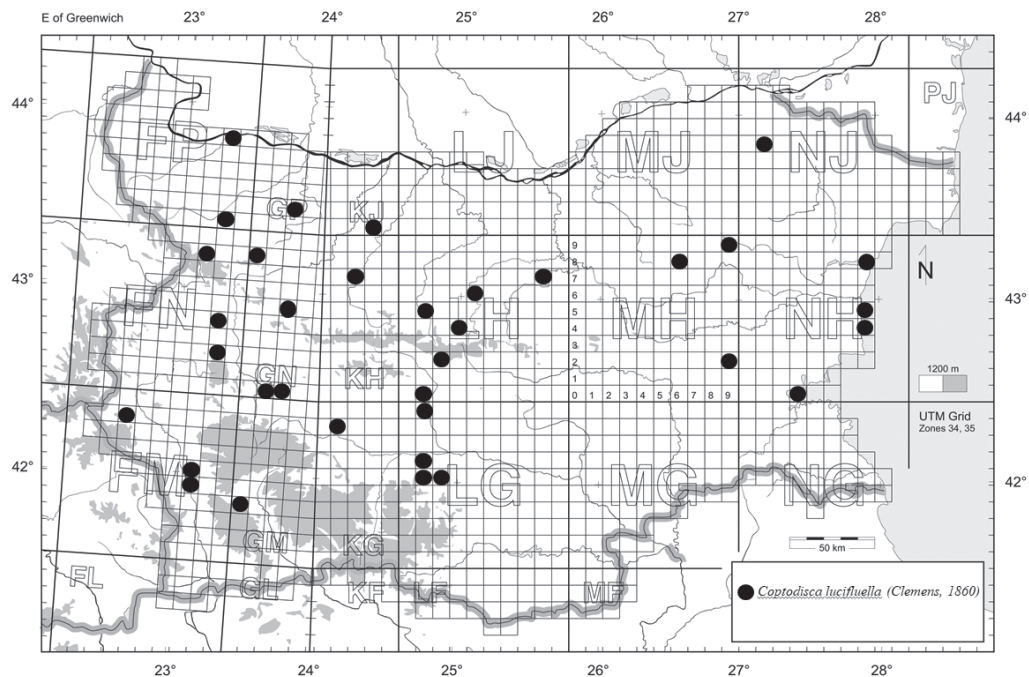 E of Greenwich 23° 24° 25° 26° 27° 28°
PJ
44° 44°
FP LJ MJ NJ
GP KJ
9
8
43° 7 N 43°
6
FN 5 LH MH NH
4
3
GN KH 2 1200 m
1
0 1 2 3 4 5 6 7 8 9
UTM Grid
Zones 34, 35
42° FM LG MG NG 42°
GM KG
50 km
FL GL KF LF MF
Coptodisca lucifluella (Clemens, 1860)
23° 24° 25° 26° 27° 28°